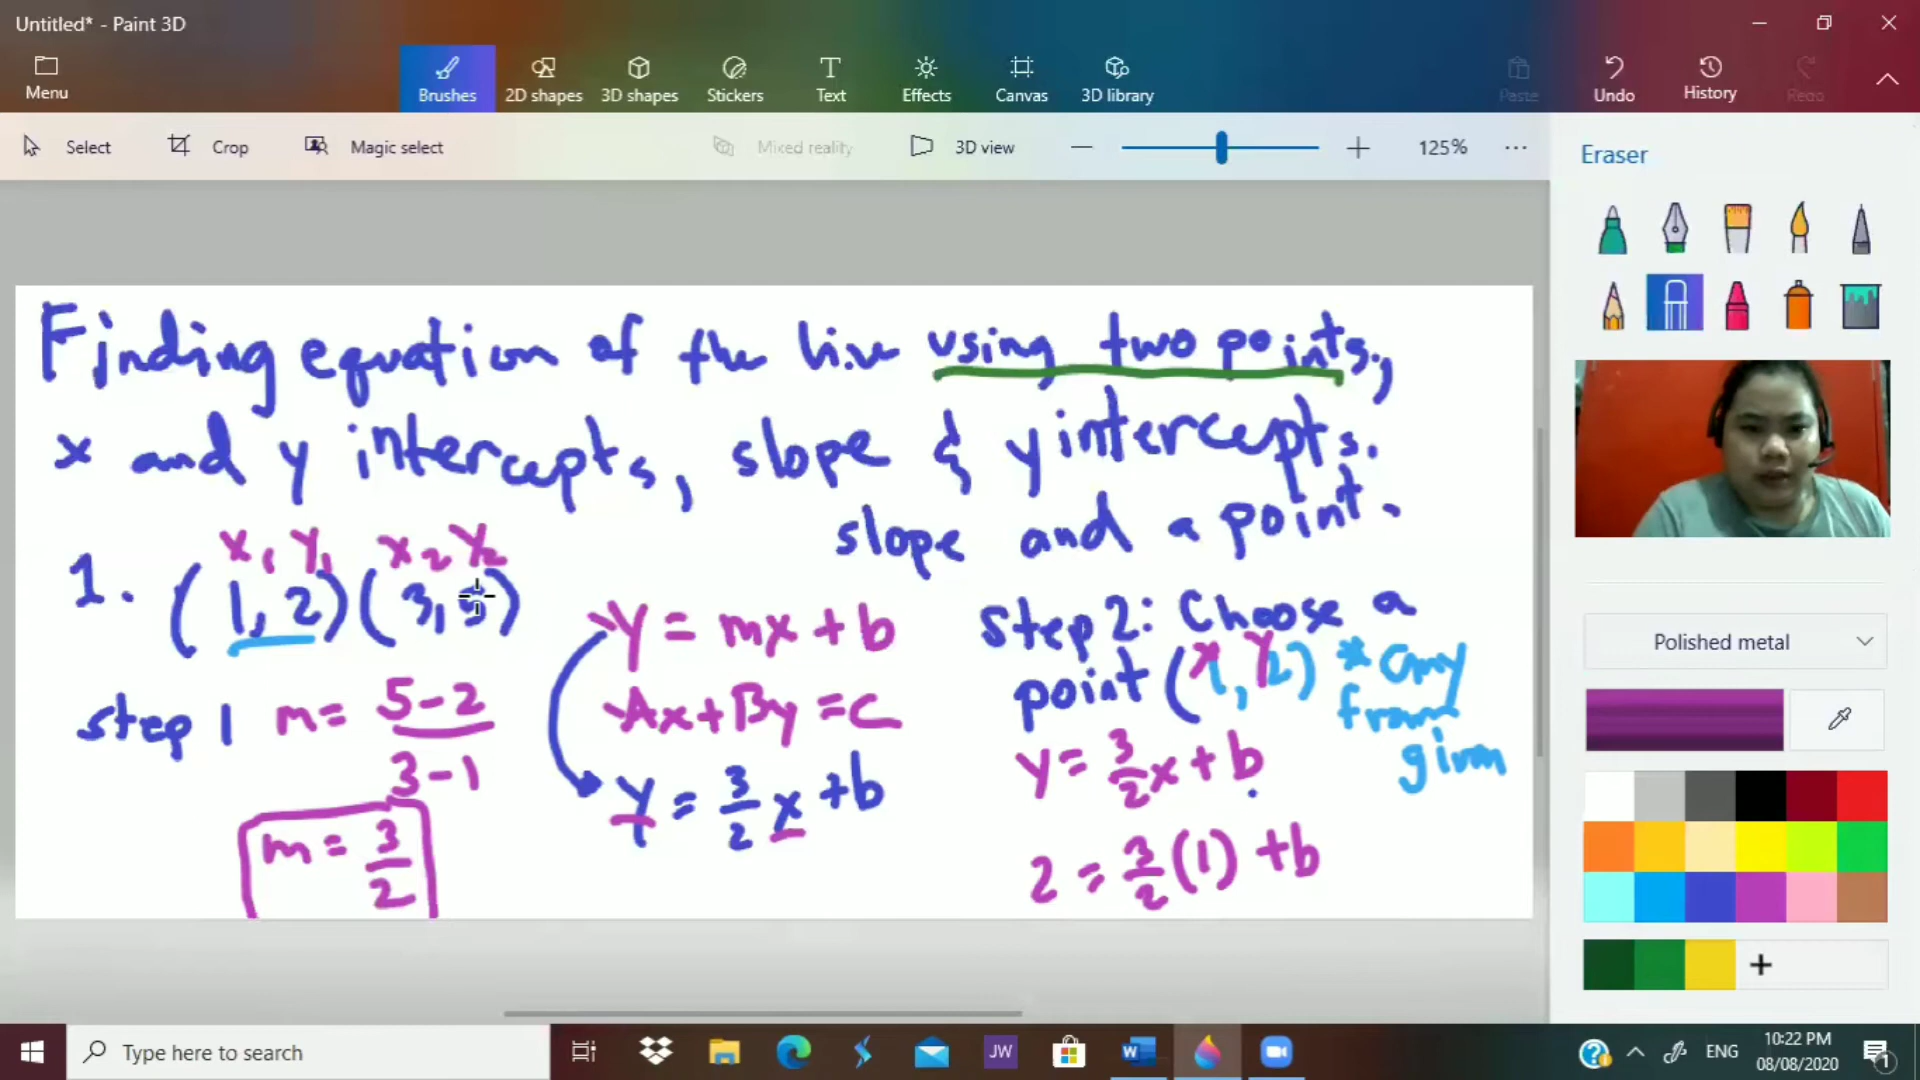 Untitled* - Paint 3D
Menu
Brushes
2D shapes
3D shapes
Stickers
Text
Effects
Canvas
3D library
Paste
Undo
History
Redo
Select
Crop
Magic select
Mixed reality
3D view
125%
Eraser
Finding equation of the line using two points,
x and y intercepts, slope & y intercepts.
slope and a point.
x₁ y₁ x₂ y₂
1. (1, 2) (3, 5)
step 1 m = 5-2
3-1
m = 3/2
y = mx + b
Ax + By = C
y = 3/2 x + b
Step 2: Choose a
point (1, 2) * any
x y
from
given
y = 3/2 x + b
2 = 3/2 (1) + b
Polished metal
Type here to search
JW
ENG
10:22 PM
08/08/2020
1